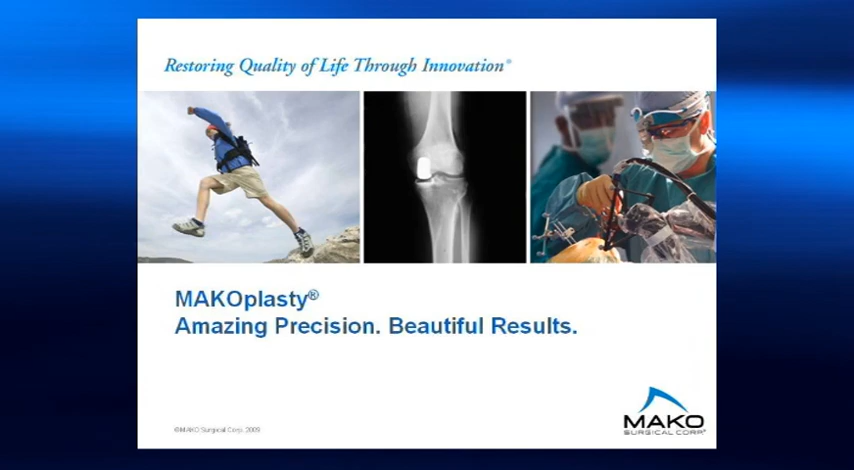 Restoring Quality of Life Through Innovation®
MAKOplasty®
Amazing Precision. Beautiful Results.
©MAKO Surgical Corp. 2009
MAKO
SURGICAL CORP.®